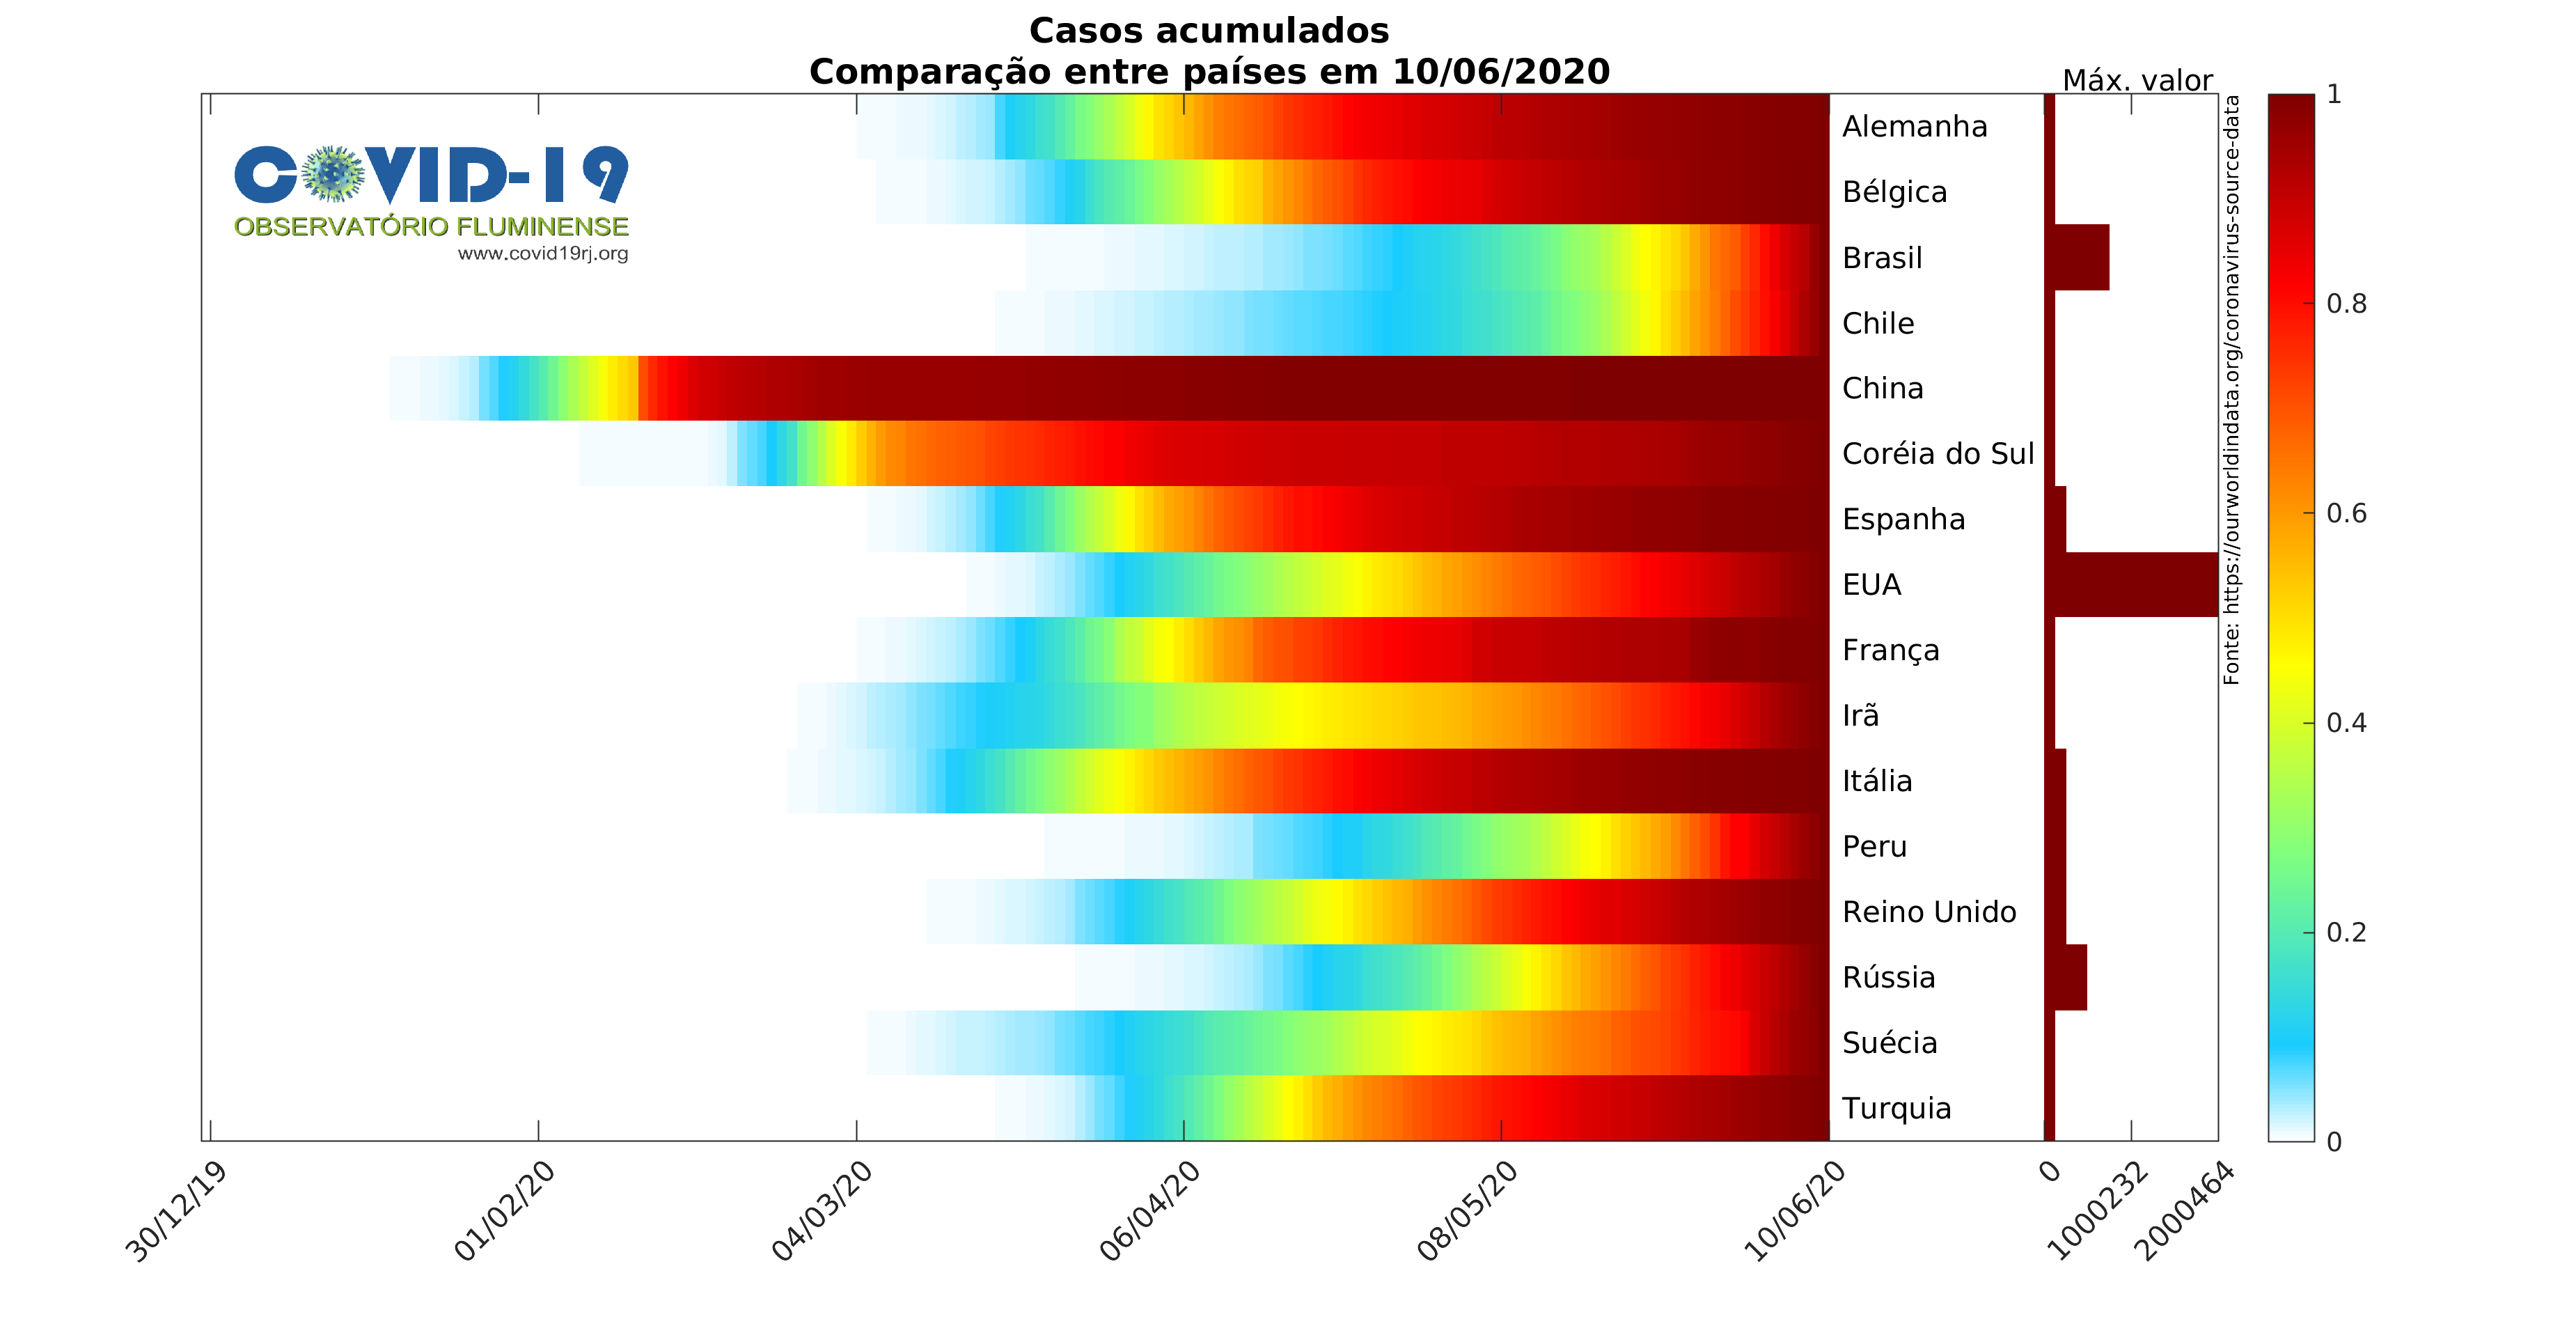 Casos acumulados
Comparação entre países em 10/06/2020
Máx. valor
COVID-19
OBSERVATÓRIO FLUMINENSE
www.covid19rj.org
Alemanha
Bélgica
Brasil
Chile
China
Coréia do Sul
Espanha
EUA
França
Irã
Itália
Peru
Reino Unido
Rússia
Suécia
Turquia
30/12/19
01/02/20
04/03/20
06/04/20
08/05/20
10/06/20
0
1000232
2000464
Fonte: https://ourworldindata.org/coronavirus-source-data
1
0.8
0.6
0.4
0.2
0